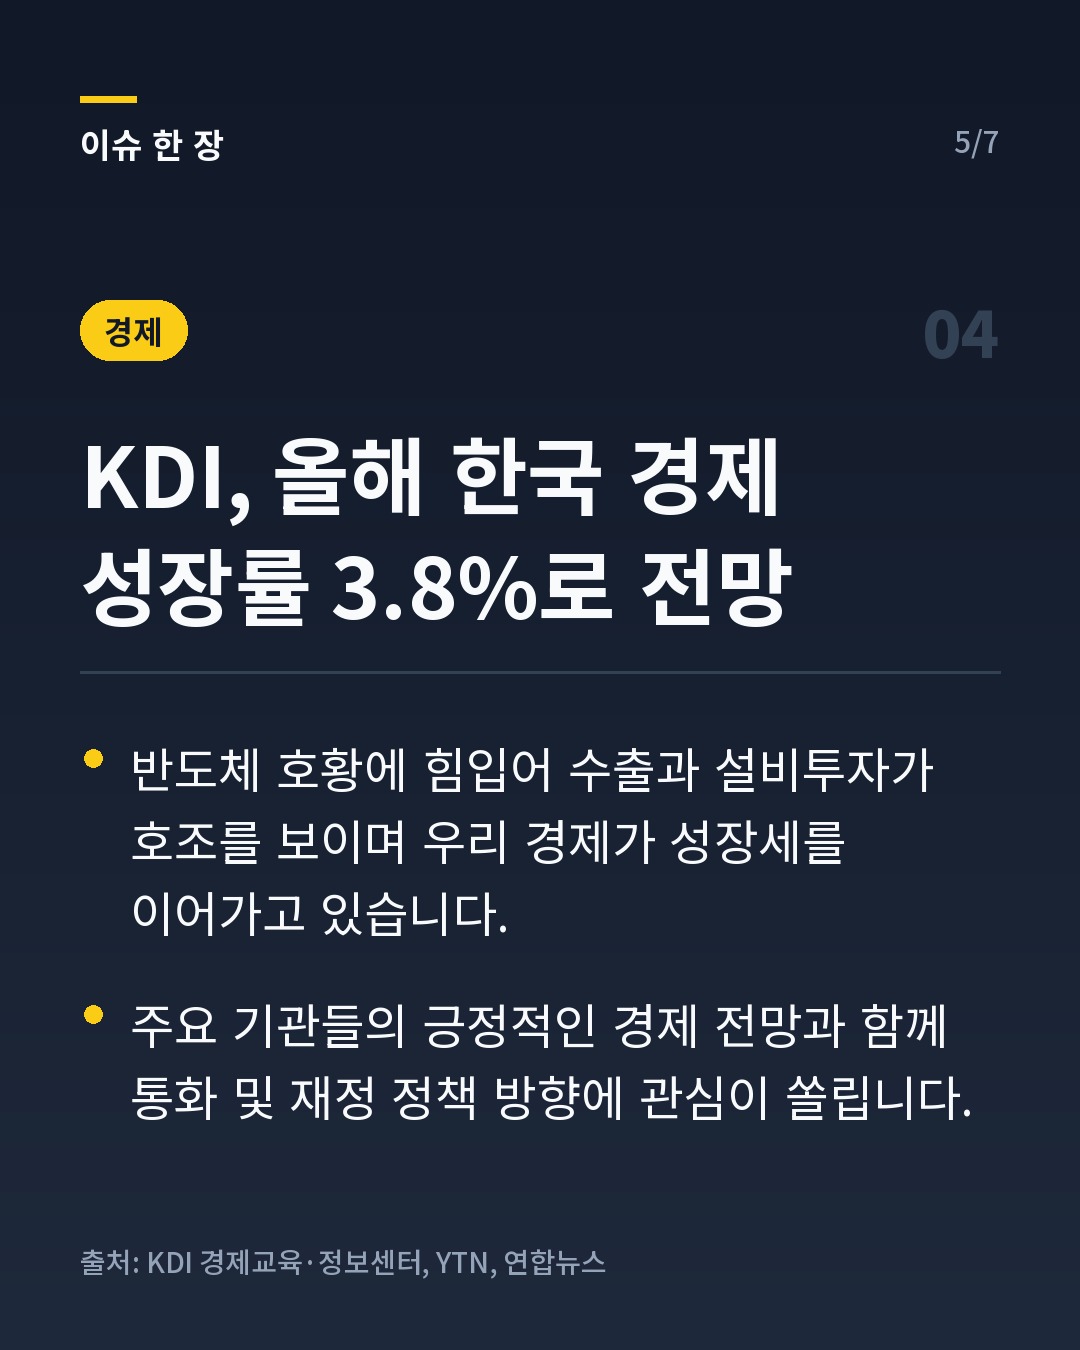 이슈 한 장
5/7
경제
04
KDI, 올해 한국 경제
성장률 3.8%로 전망
반도체 호황에 힘입어 수출과 설비투자가
호조를 보이며 우리 경제가 성장세를
이어가고 있습니다.
주요 기관들의 긍정적인 경제 전망과 함께
통화 및 재정 정책 방향에 관심이 쏠립니다.
출처: KDI 경제교육·정보센터, YTN, 연합뉴스